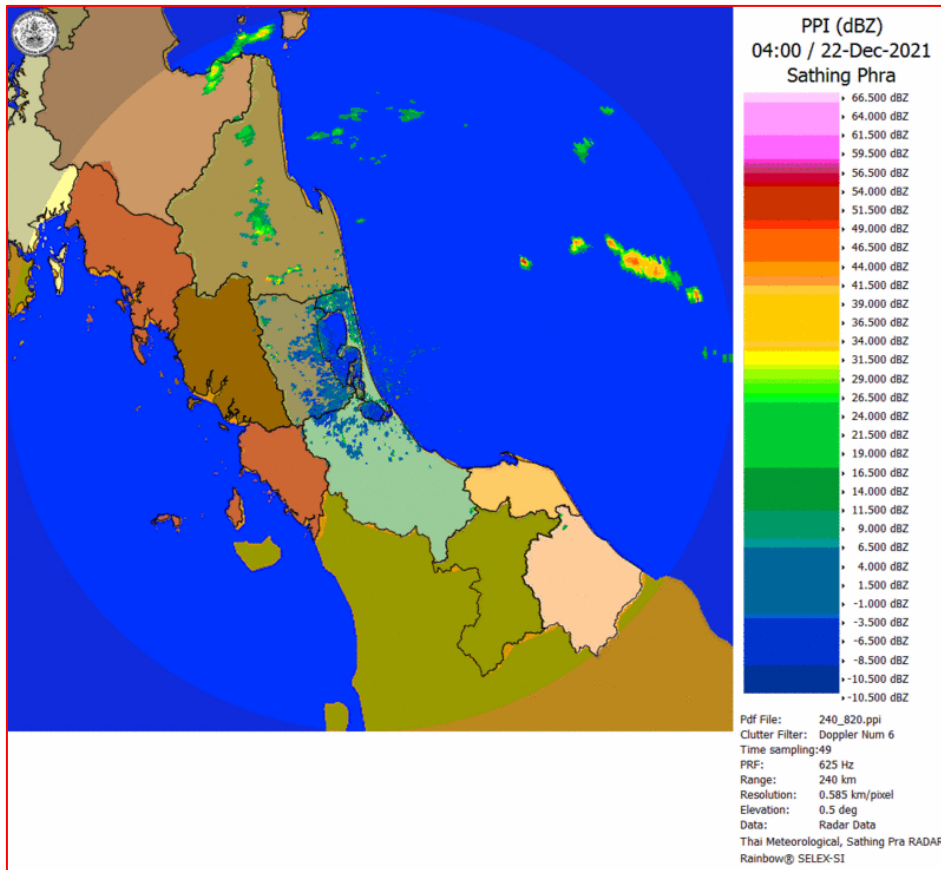 PPI (dBZ)
04:00 / 22-Dec-2021
Sathing Phra
66.500 dBZ
64.000 dBZ
61.500 dBZ
59.500 dBZ
56.500 dBZ
54.000 dBZ
51.500 dBZ
49.000 dBZ
46.500 dBZ
44.000 dBZ
41.500 dBZ
39.000 dBZ
36.500 dBZ
34.000 dBZ
31.500 dBZ
29.000 dBZ
26.500 dBZ
24.000 dBZ
21.500 dBZ
19.000 dBZ
16.500 dBZ
14.000 dBZ
11.500 dBZ
9.000 dBZ
6.500 dBZ
4.000 dBZ
1.500 dBZ
-1.000 dBZ
-3.500 dBZ
-6.500 dBZ
-8.500 dBZ
-10.500 dBZ
-10.500 dBZ
Pdf File: 240_820.ppi
Clutter Filter: Doppler Num 6
Time sampling:49
PRF: 625 Hz
Range: 240 km
Resolution: 0.585 km/pixel
Elevation: 0.5 deg
Data: Radar Data
Thai Meteorological, Sathing Pra RADAR
Rainbow® SELEX-SI